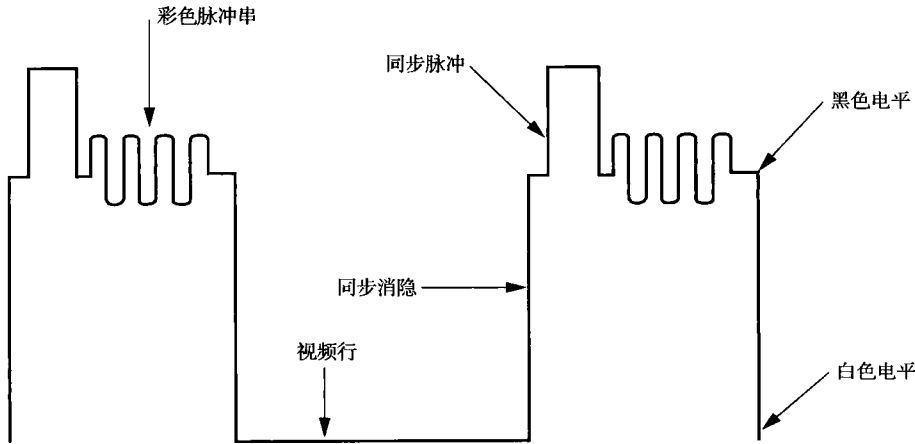 彩色脉冲串
同步脉冲
黑色电平
同步消隐
视频行
白色电平